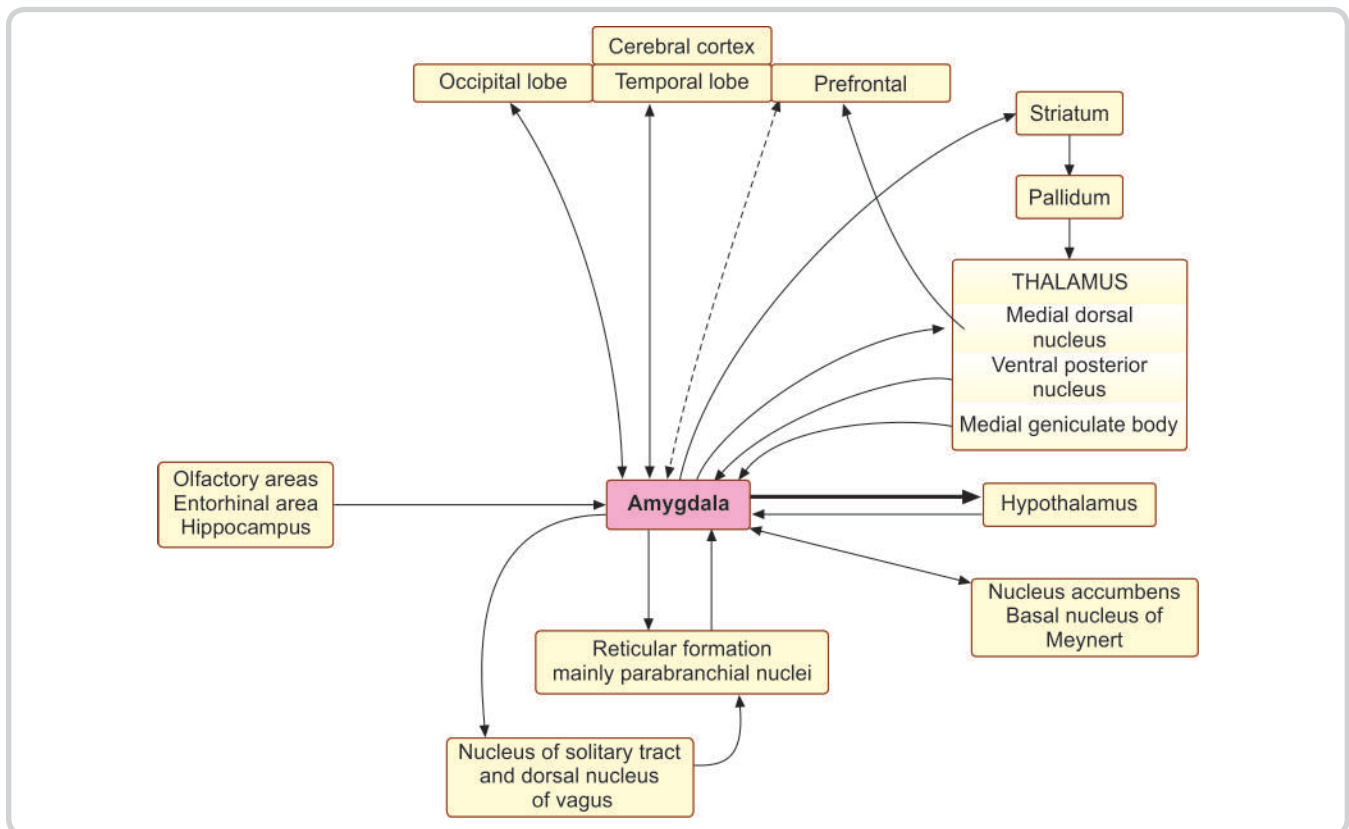 Cerebral cortex
Occipital lobe
Temporal lobe
Prefrontal
Striatum
Pallidum
THALAMUS
Medial dorsal
nucleus
Ventral posterior
nucleus
Medial geniculate body
Olfactory areas
Entorhinal area
Hippocampus
Amygdala
Hypothalamus
Nucleus accumbens
Basal nucleus of
Meynert
Reticular formation
mainly parabranchial nuclei
Nucleus of solitary tract
and dorsal nucleus
of vagus